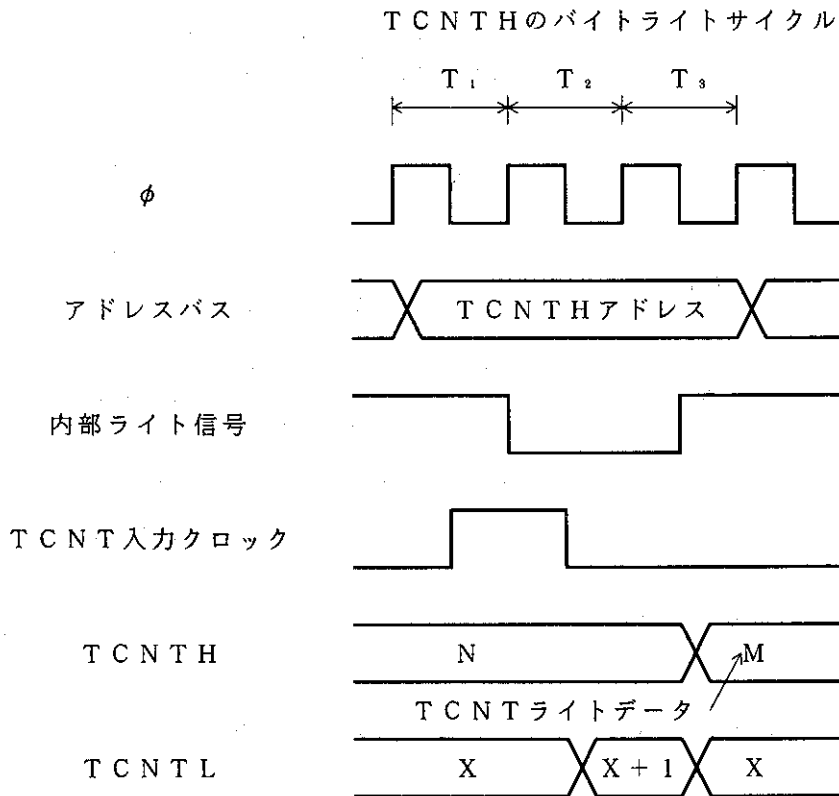 TCNTHのバイトライトサイクル
T₁ T₂ T₃
φ
アドレスバス TCNTHアドレス
内部ライト信号
TCNT入力クロック
TCNTH N M
TCNTライトデータ
TCNTL X X+1 X